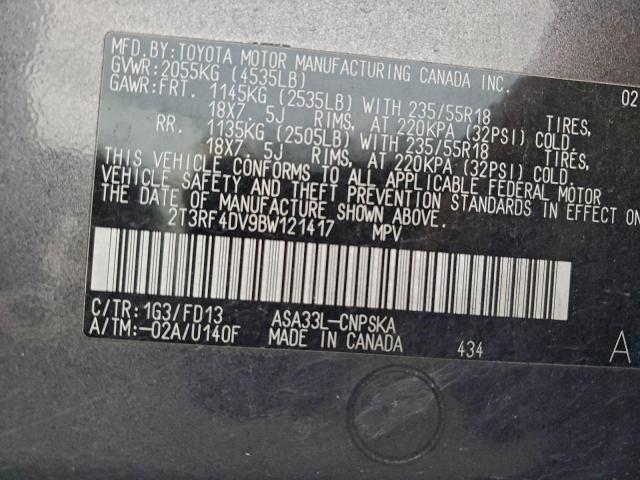 MFD.BY:TOYOTA MOTOR MANUFACTURING CANADA INC. 02
GVWR:2055KG (4535LB)
GAWR:FRT. 1145KG (2535LB) WITH 235/55R18 TIRES,
18X7. 5J RIMS, AT 220KPA (32PSI) COLD.
RR. 1135KG (2505LB) WITH 235/55R18 TIRES,
18X7. 5J RIMS, AT 220KPA (32PSI) COLD.
THIS VEHICLE CONFORMS TO ALL APPLICABLE FEDERAL MOTOR
VEHICLE SAFETY AND THEFT PREVENTION STANDARDS IN EFFECT ON
THE DATE OF MANUFACTURE SHOWN ABOVE.
2T3RF4DV9BW121417 MPV
C/TR:1G3/FD13 ASA33L-CNPSKA
A/TM:-02A/U140F MADE IN CANADA 434 A